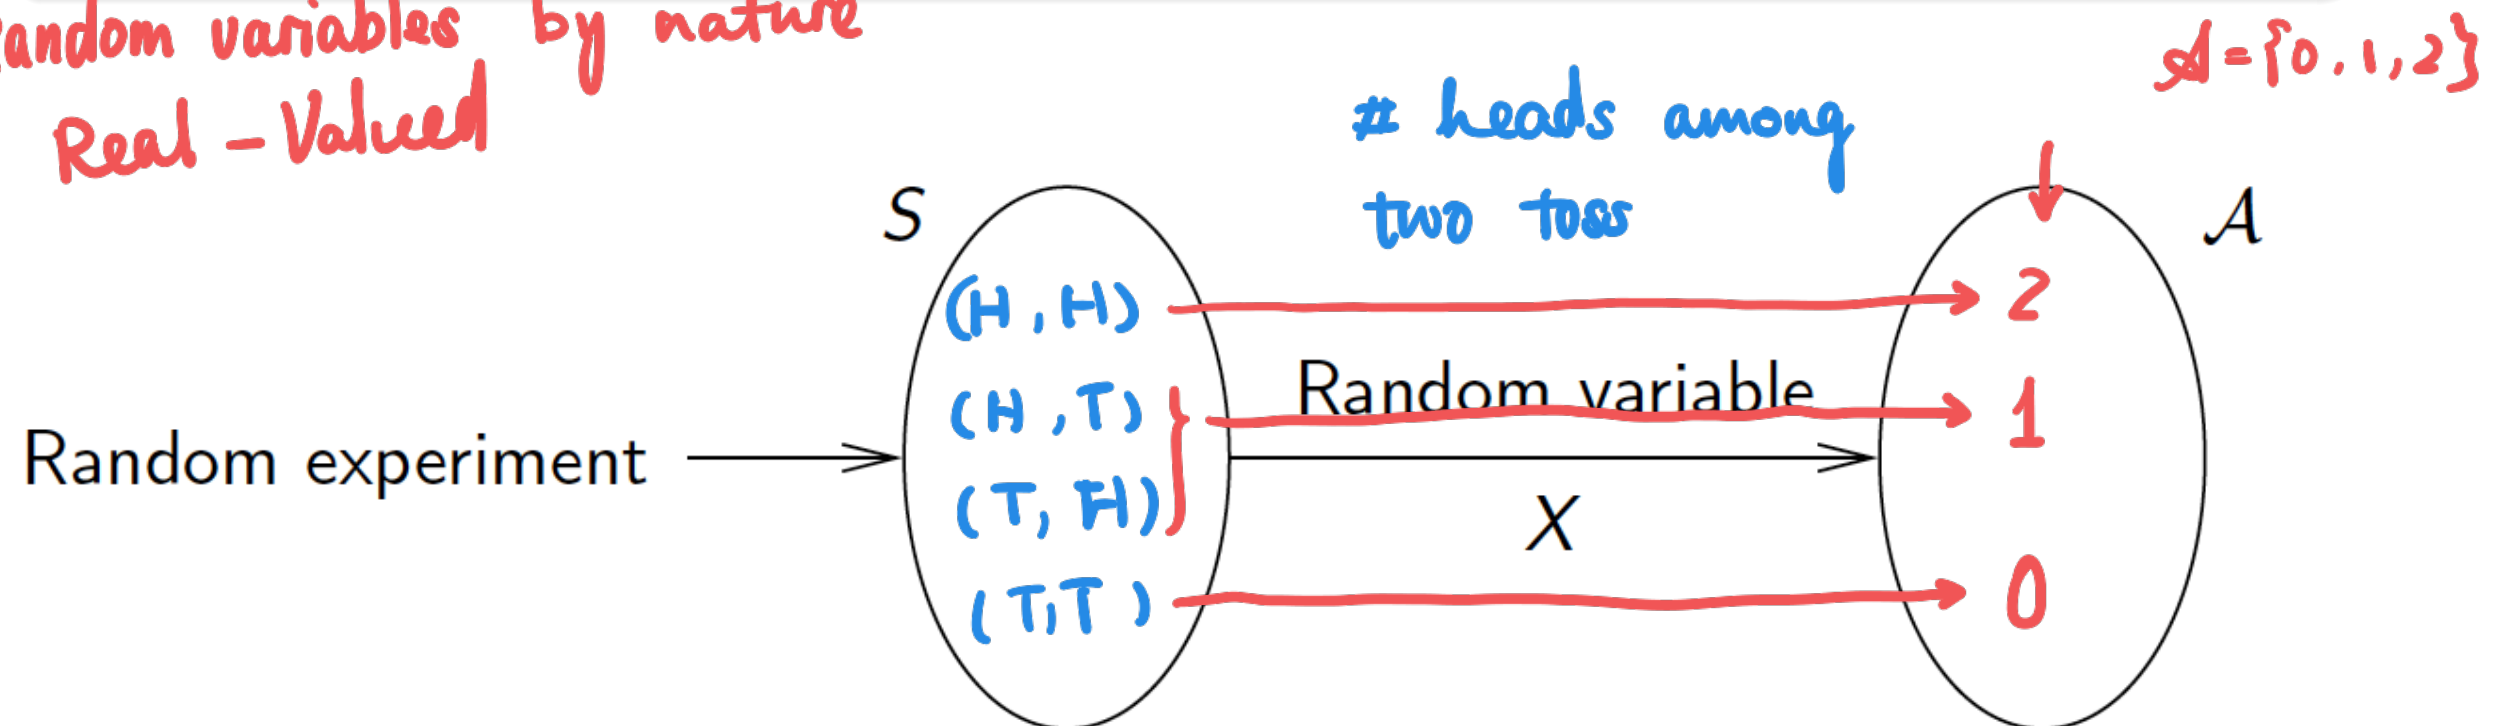 andom variables by nature
Real - Valued
A = {0, 1, 2}
# heads among
two toss
S
A
(H, H)
2
Random variable
(H, T)
1
Random experiment
(T, H)
X
(T, T)
0